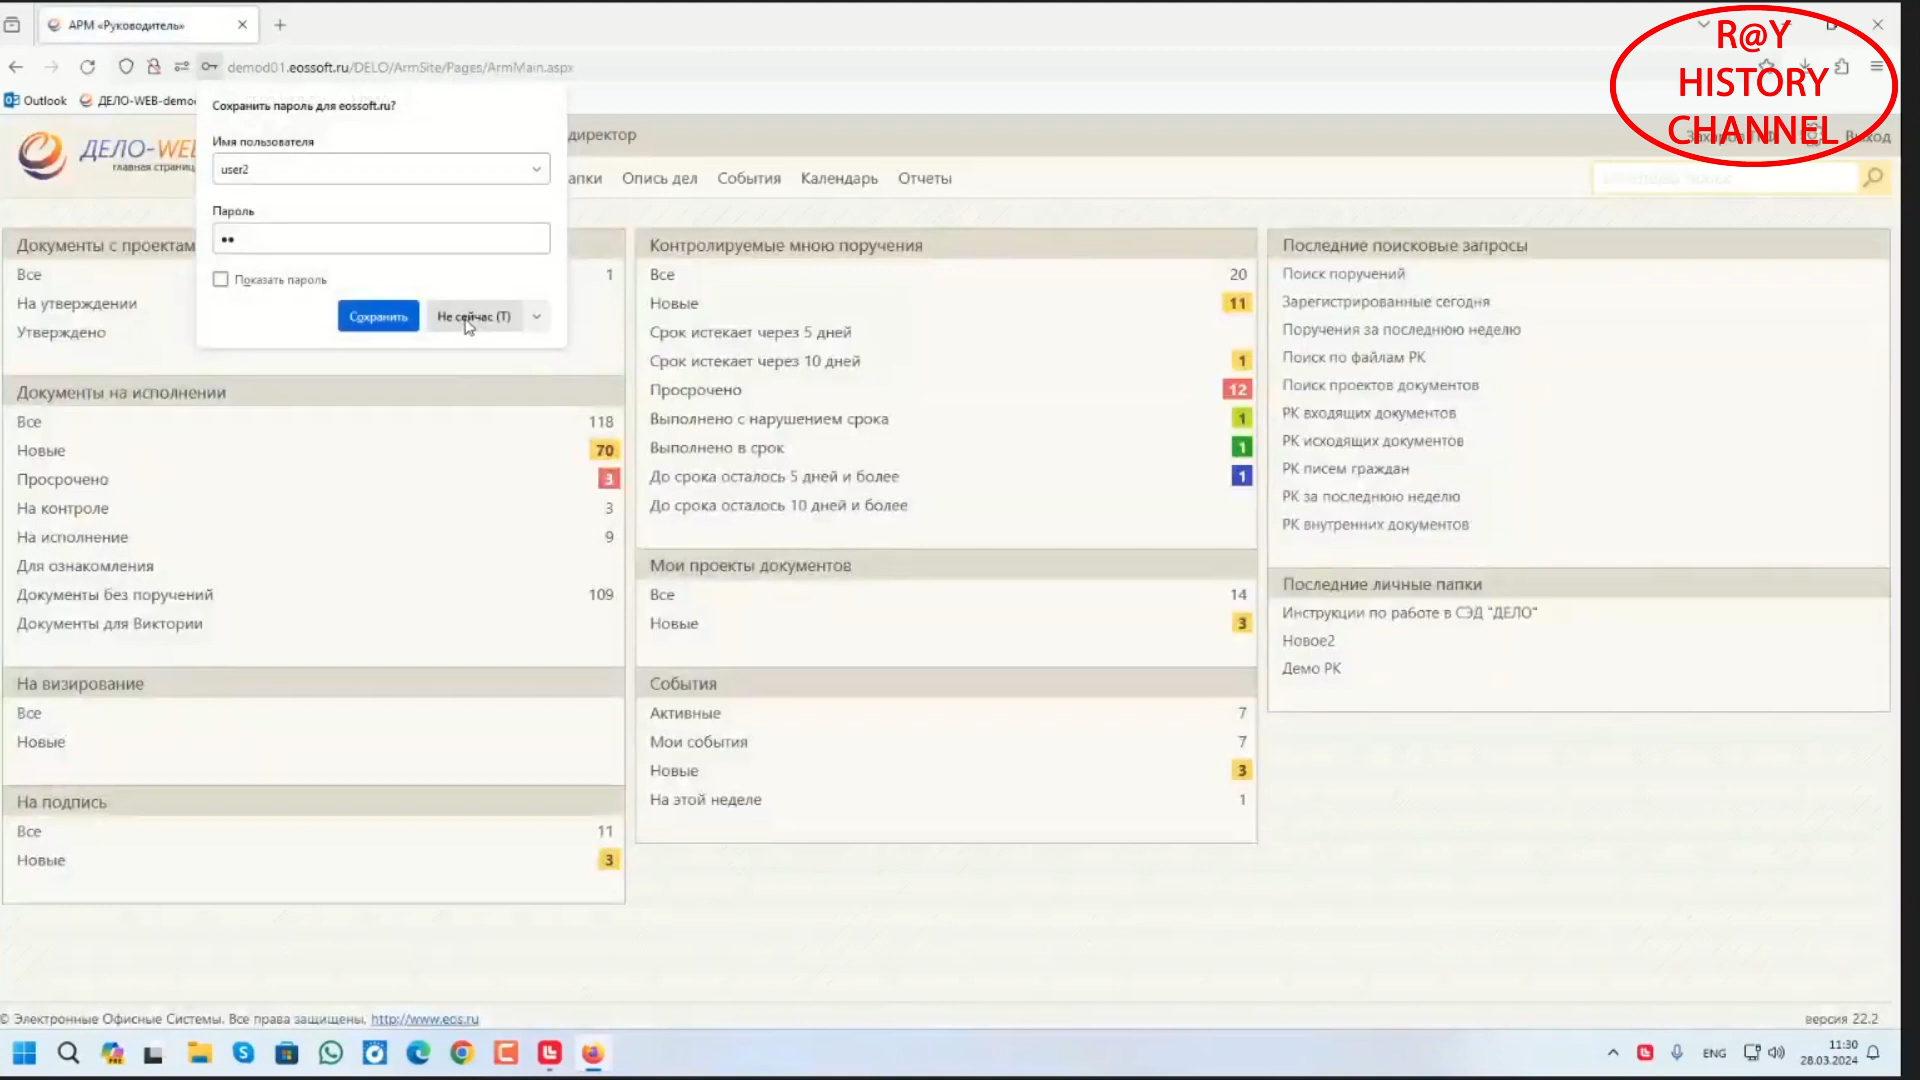 АРМ «Руководитель»
demod01.eossoft.ru/DELO/ArmSite/Pages/ArmMain.aspx
Outlook
ДЕЛО-WEB-demo
R@Y
HISTORY
CHANNEL
Сохранить пароль для eossoft.ru?
Имя пользователя
user2
Пароль
••
Показать пароль
Сохранить
Не сейчас (Т)
ДЕЛО-WE
главная страниц
директор
Выход
апки
Опись дел
События
Календарь
Отчеты
Документы с проектам
Все 1
На утверждении
Утверждено
Документы на исполнении
Все 118
Новые 70
Просрочено 3
На контроле 3
На исполнение 9
Для ознакомления
Документы без поручений 109
Документы для Виктории
На визирование
Все
Новые
На подпись
Все 11
Новые 3
Контролируемые мною поручения
Все 20
Новые 11
Срок истекает через 5 дней
Срок истекает через 10 дней 1
Просрочено 12
Выполнено с нарушением срока 1
Выполнено в срок 1
До срока осталось 5 дней и более 1
До срока осталось 10 дней и более
Мои проекты документов
Все 14
Новые 3
События
Активные 7
Мои события 7
Новые 3
На этой неделе 1
Последние поисковые запросы
Поиск поручений
Зарегистрированные сегодня
Поручения за последнюю неделю
Поиск по файлам РК
Поиск проектов документов
РК входящих документов
РК исходящих документов
РК писем граждан
РК за последнюю неделю
РК внутренних документов
Последние личные папки
Инструкции по работе в СЭД "ДЕЛО"
Новое2
Демо РК
© Электронные Офисные Системы. Все права защищены. http://www.eos.ru
версия 22.2
ENG
11:30
28.03.2024